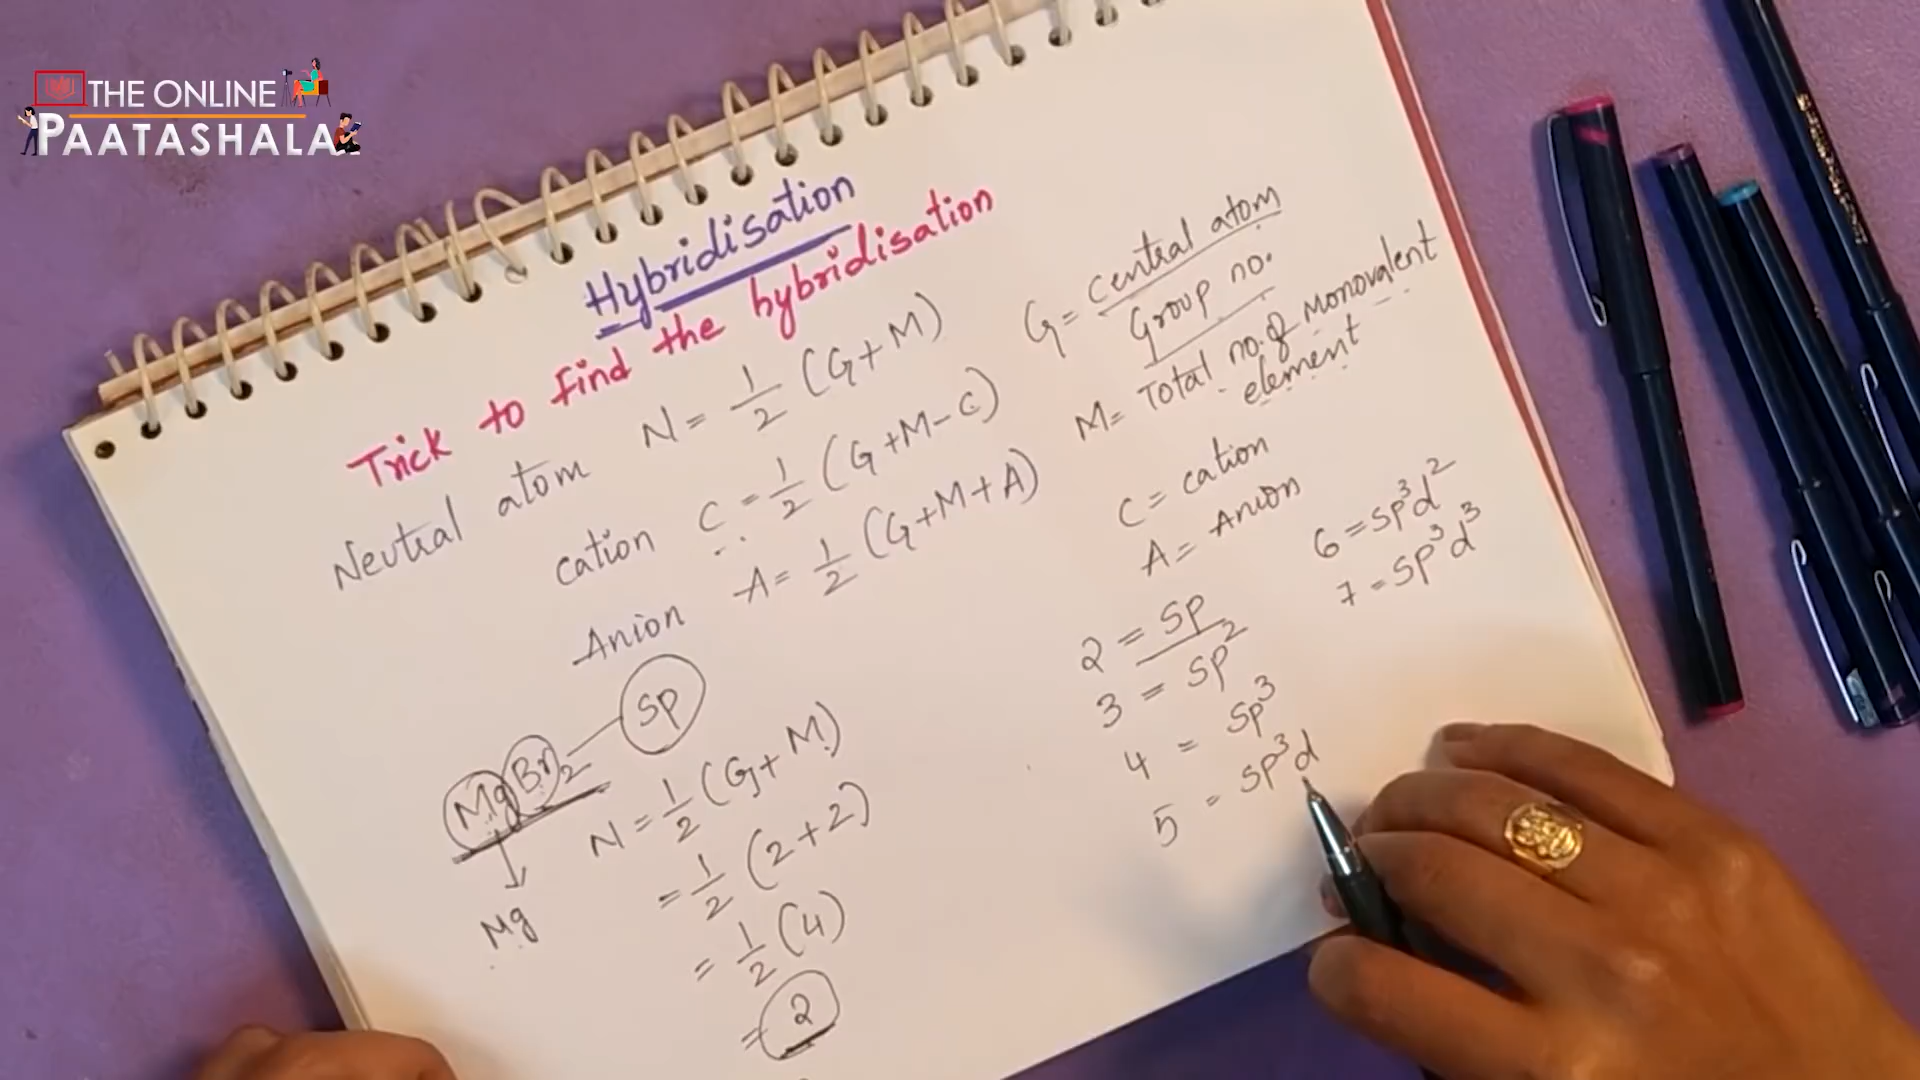 THE ONLINE
PAATASHALA
Hybridisation
Trick to find the hybridisation
Neutral atom N = 1/2 (G+M)
cation C = 1/2 (G+M-C)
Anion A = 1/2 (G+M+A)
G = central atom
Group no.
M = Total no. of monovalent
element
C = cation
A = Anion
2 = sp
3 = sp²
4 = sp³
5 = sp³d
6 = sp³d²
7 = sp³d³
MgBr₂ sp
Mg
N = 1/2 (G+M)
= 1/2 (2+2)
= 1/2 (4)
= 2